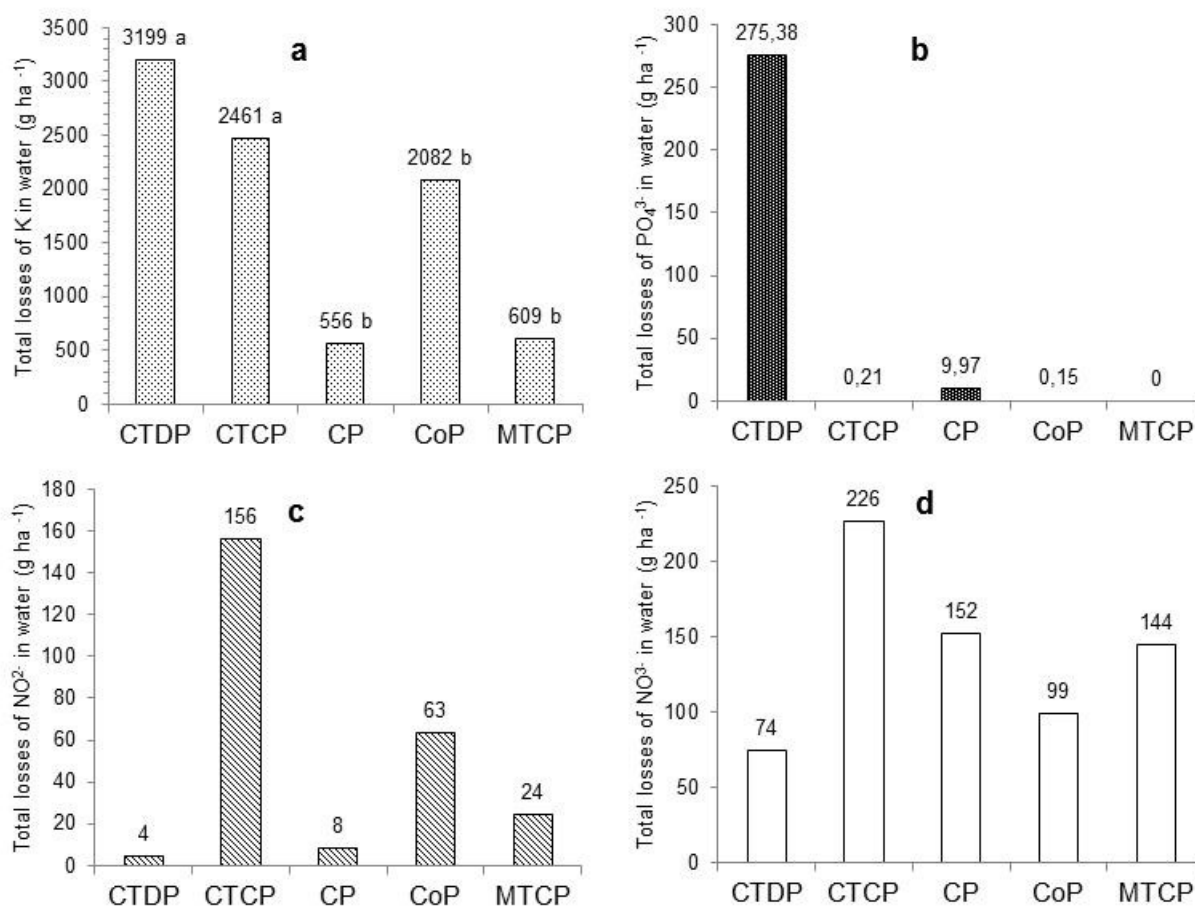 a
Total losses of K in water (g ha -1)
3500
3000
2500
2000
1500
1000
500
0
3199 a
2461 a
556 b
2082 b
609 b
CTDP CTCP CP CoP MTCP
b
Total losses of PO₄³⁻ in water (g ha -1)
300
250
200
150
100
50
0
275,38
0,21
9,97
0,15
0
CTDP CTCP CP CoP MTCP
c
Total losses of NO²⁻ in water (g ha -1)
180
160
140
120
100
80
60
40
20
0
4
156
8
63
24
CTDP CTCP CP CoP MTCP
d
Total losses of NO³⁻ in water (g ha -1)
250
200
150
100
50
0
74
226
152
99
144
CTDP CTCP CP CoP MTCP